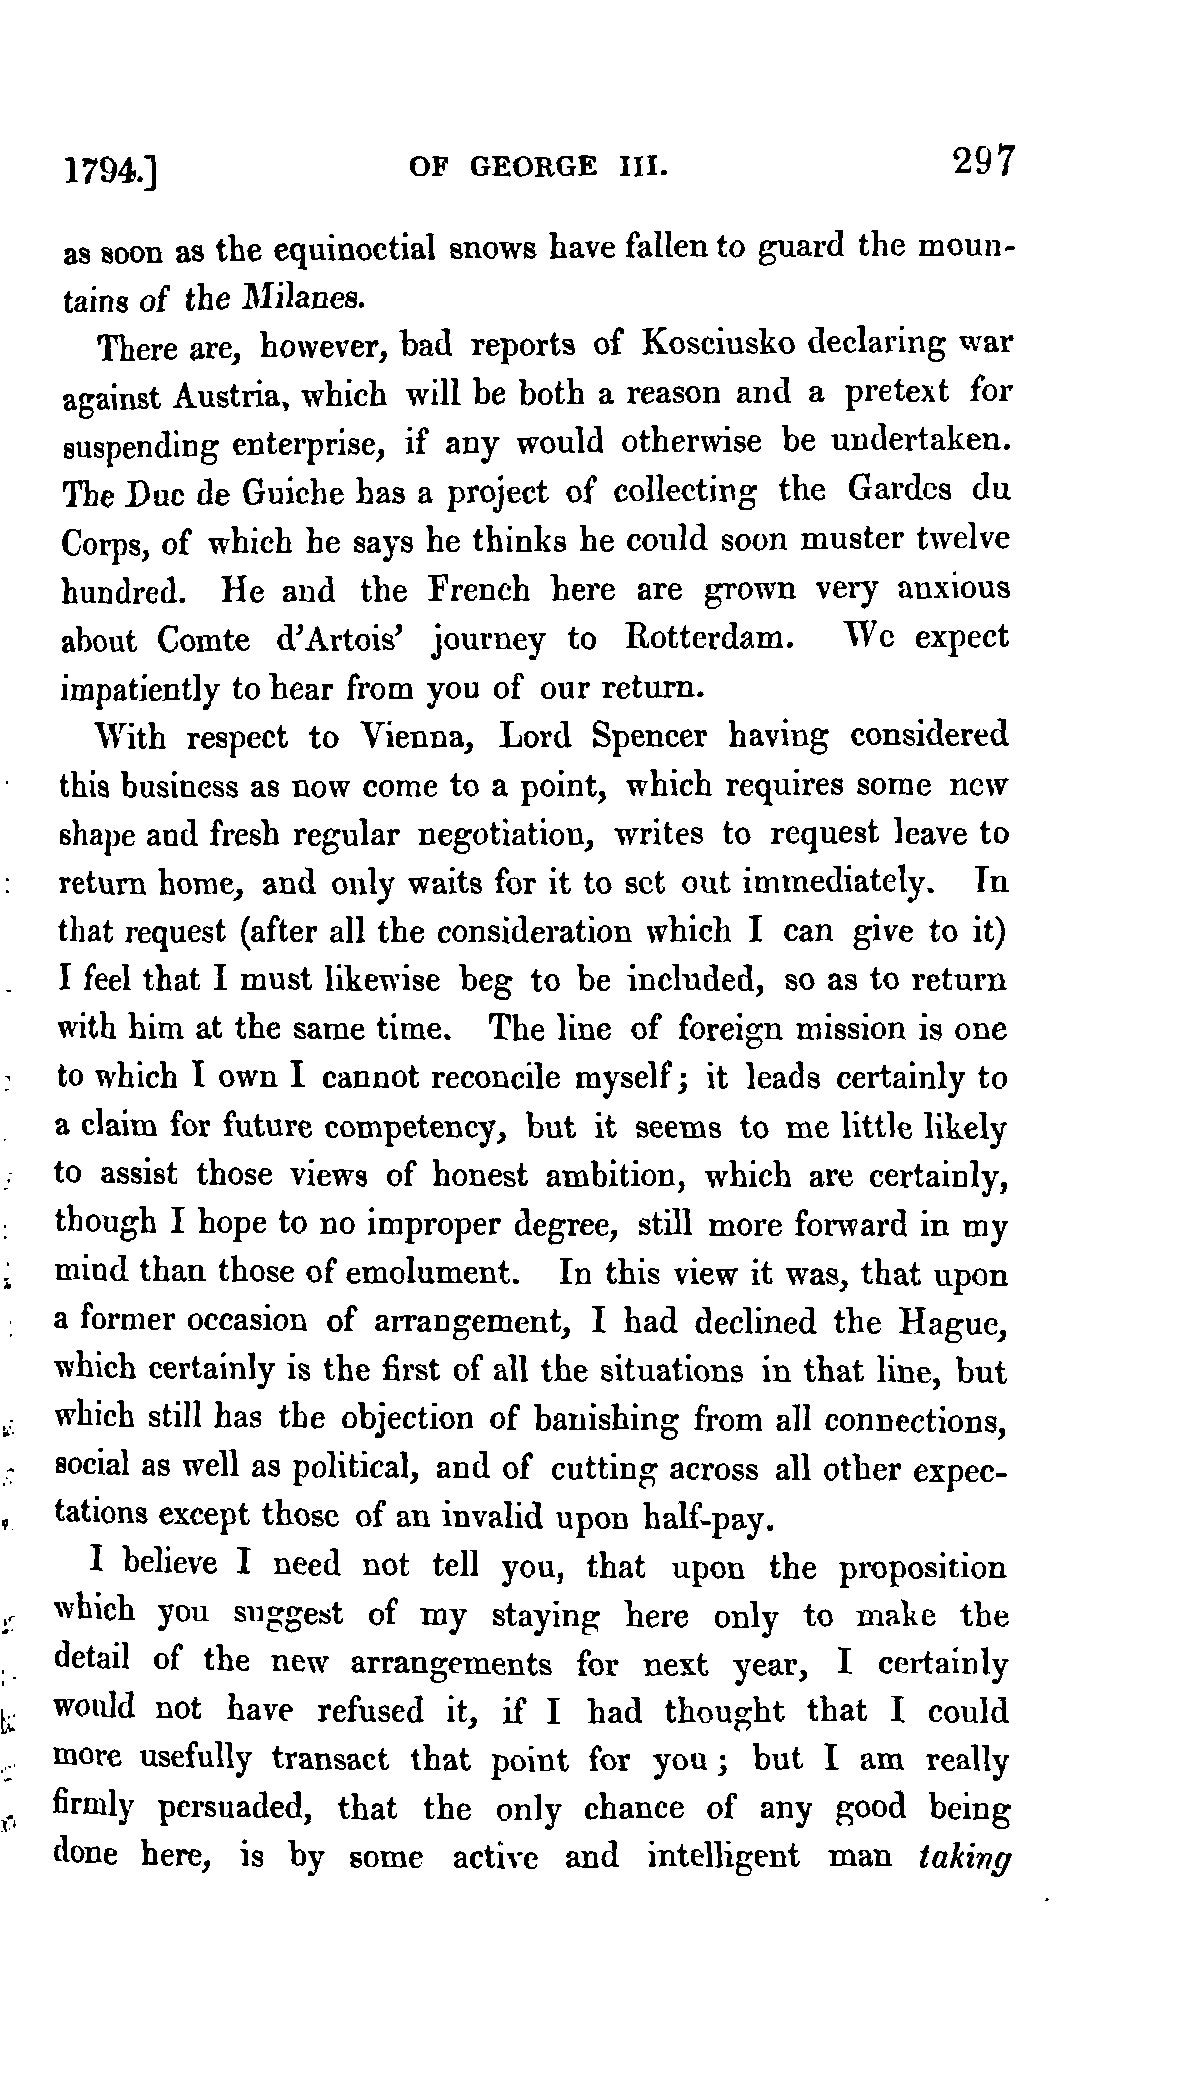 1794.] OF GEORGE III. 297
as soon as the equinoctial snows have fallen to guard the moun-
tains of the Milanes.
There are, however, bad reports of Kosciusko declaring war
against Austria, which will be both a reason and a pretext for
suspending enterprise, if any would otherwise be undertaken.
The Duc de Guiche has a project of collecting the Gardes du
Corps, of which he says he thinks he could soon muster twelve
hundred. He and the French here are grown very anxious
about Comte d'Artois' journey to Rotterdam. We expect
impatiently to hear from you of our return.
With respect to Vienna, Lord Spencer having considered
this business as now come to a point, which requires some new
shape and fresh regular negotiation, writes to request leave to
return home, and only waits for it to set out immediately. In
that request (after all the consideration which I can give to it)
I feel that I must likewise beg to be included, so as to return
with him at the same time. The line of foreign mission is one
to which I own I cannot reconcile myself; it leads certainly to
a claim for future competency, but it seems to me little likely
to assist those views of honest ambition, which are certainly,
though I hope to no improper degree, still more forward in my
mind than those of emolument. In this view it was, that upon
a former occasion of arrangement, I had declined the Hague,
which certainly is the first of all the situations in that line, but
which still has the objection of banishing from all connections,
social as well as political, and of cutting across all other expec-
tations except those of an invalid upon half-pay.
I believe I need not tell you, that upon the proposition
which you suggest of my staying here only to make the
detail of the new arrangements for next year, I certainly
would not have refused it, if I had thought that I could
more usefully transact that point for you; but I am really
firmly persuaded, that the only chance of any good being
done here, is by some active and intelligent man taking